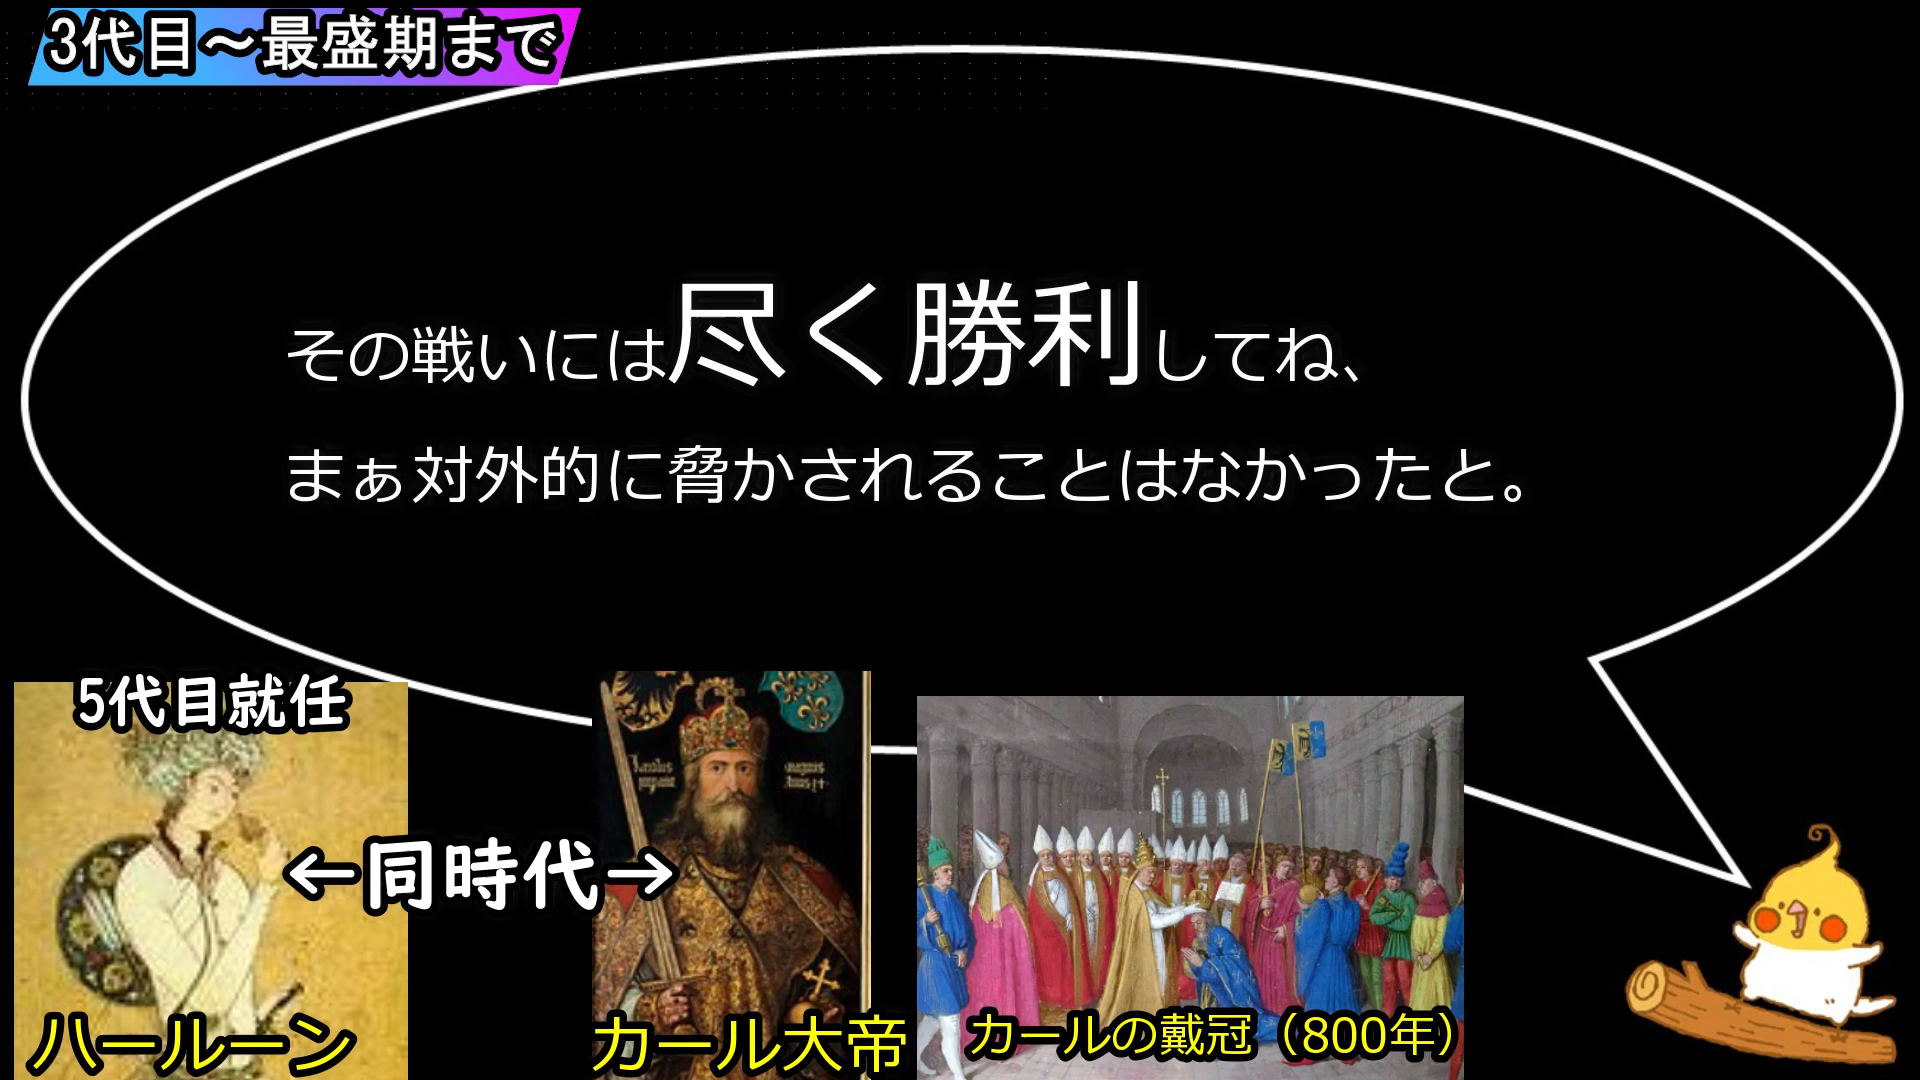 3代目～最盛期まで
その戦いには尽く勝利してね、
まぁ対外的に脅かされることはなかったと。
5代目就任
←同時代→
ハールーン
カール大帝
カールの戴冠（800年）